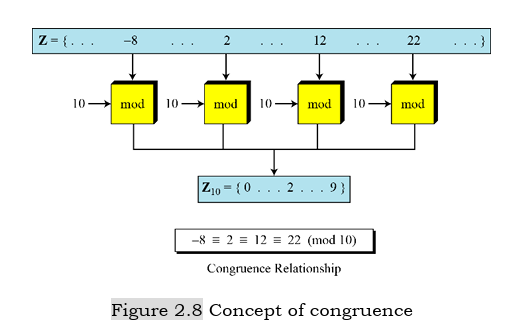 Z = { . . . −8 . . . 2 . . . 12 . . . 22 . . . }
10 mod 10 mod 10 mod 10 mod
Z10 = { 0 . . . 2 . . . 9 }
−8 ≡ 2 ≡ 12 ≡ 22 (mod 10)
Congruence Relationship
Figure 2.8 Concept of congruence